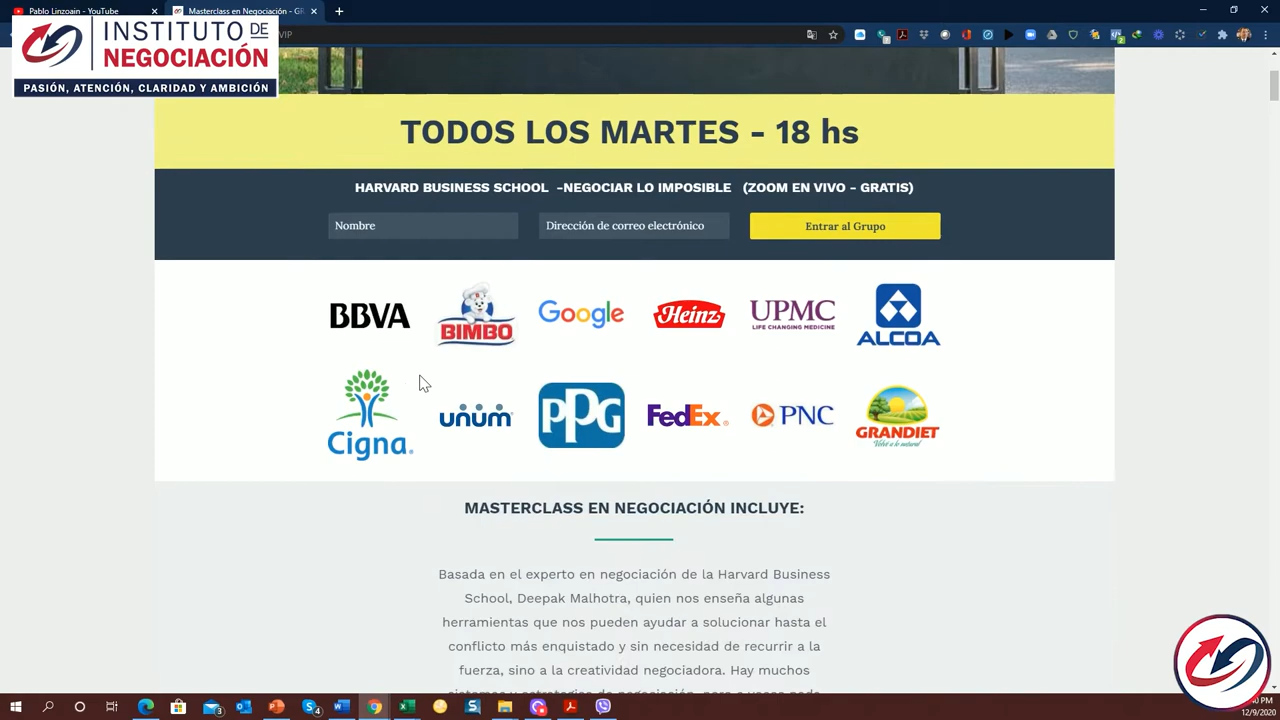 Pablo Linzoain - YouTube
Masterclass en Negociación - GR
INSTITUTO DE
NEGOCIACIÓN
PASIÓN, ATENCIÓN, CLARIDAD Y AMBICIÓN
VIP
TODOS LOS MARTES - 18 hs
HARVARD BUSINESS SCHOOL -NEGOCIAR LO IMPOSIBLE (ZOOM EN VIVO - GRATIS)
Nombre
Dirección de correo electrónico
Entrar al Grupo
BBVA
BIMBO
Google
Heinz
UPMC
LIFE CHANGING MEDICINE
ALCOA
Cigna
unum
PPG
FedEx
PNC
GRANDIET
Volvé a lo natural
MASTERCLASS EN NEGOCIACIÓN INCLUYE:
Basada en el experto en negociación de la Harvard Business
School, Deepak Malhotra, quien nos enseña algunas
herramientas que nos pueden ayudar a solucionar hasta el
conflicto más enquistado y sin necesidad de recurrir a la
fuerza, sino a la creatividad negociadora. Hay muchos
12/9/2020